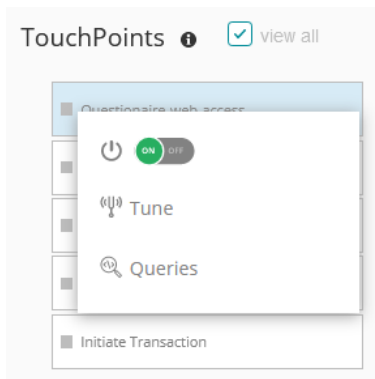 TouchPoints
view all
Questionaire web access
ON OFF
Tune
Queries
Initiate Transaction